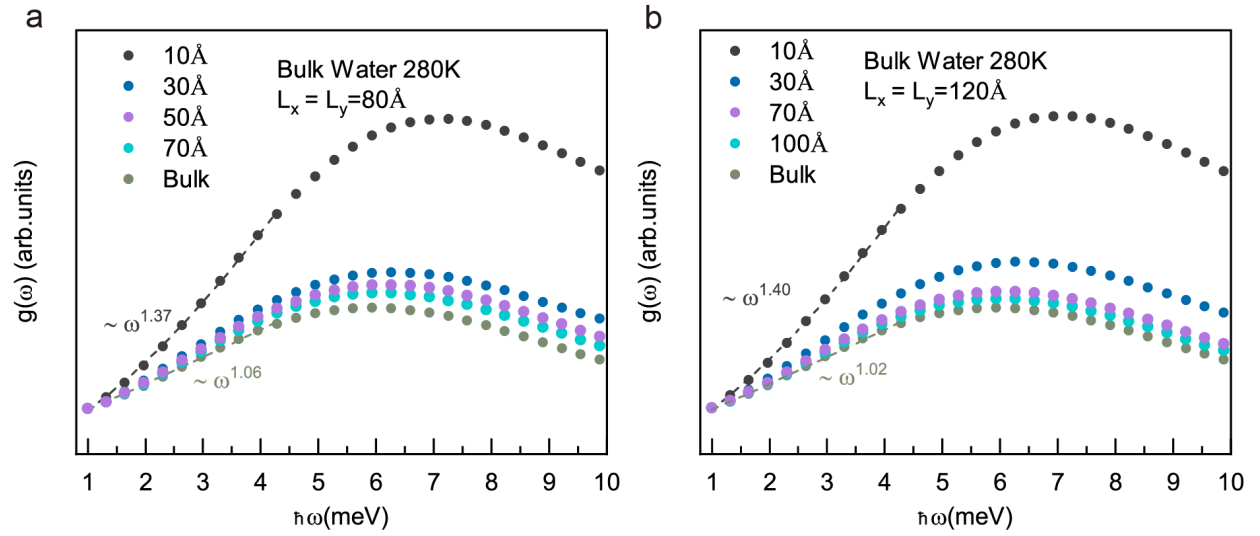 a
10Å
30Å
50Å
70Å
Bulk
Bulk Water 280K
Lₓ = Lᵧ=80Å
~ ω¹·³⁷
~ ω¹·⁰⁶
g(ω) (arb.units)
1 2 3 4 5 6 7 8 9 10
ħω(meV)
b
10Å
30Å
70Å
100Å
Bulk
Bulk Water 280K
Lₓ = Lᵧ=120Å
~ ω¹·⁴⁰
~ ω¹·⁰²
g(ω) (arb.units)
1 2 3 4 5 6 7 8 9 10
ħω(meV)